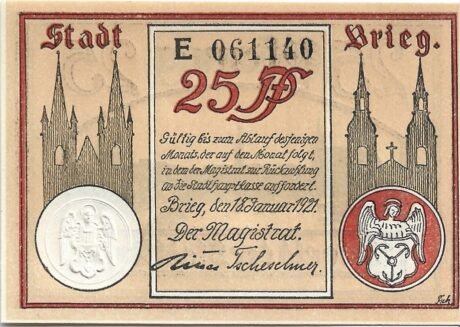 Stadt Brieg.
E 061140
25 Pf
Gültig bis zum Ablauf desjenigen
Monats, der auf den Monat folgt,
in dem der Magistrat zur Rückzahlung
an die Stadthauptkasse auffordert.
Brieg, den 18. Januar 1921.
Der Magistrat.
Tscheschner.